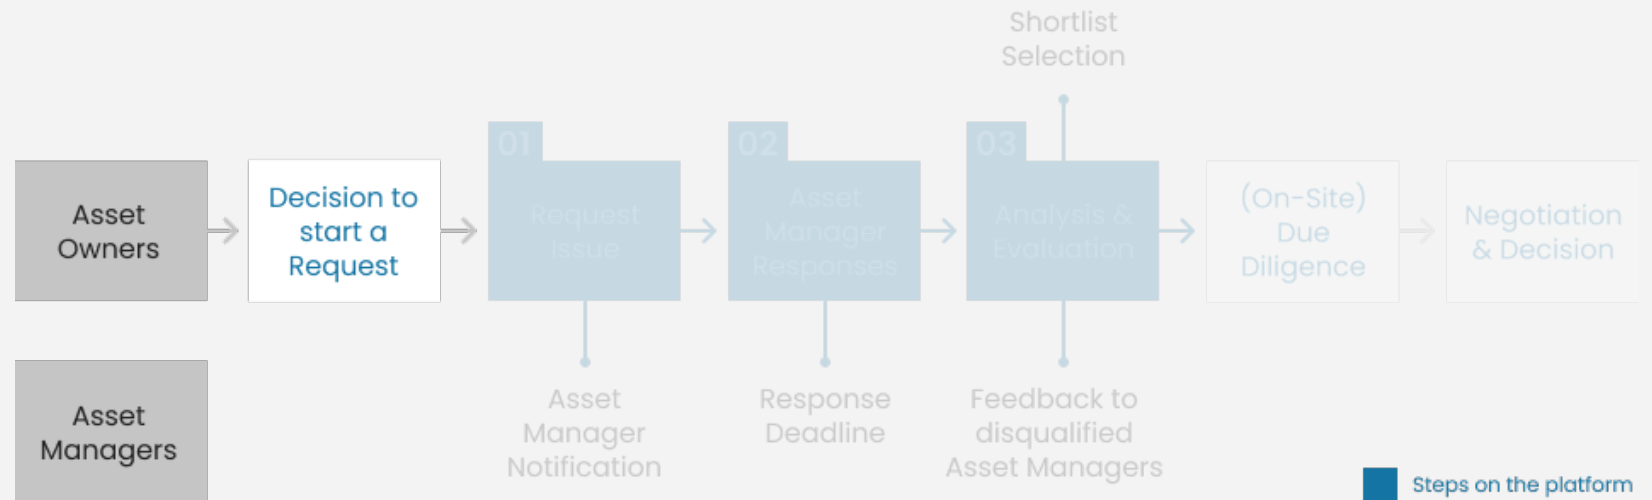 Shortlist
Selection
01
02
03
Asset
Owners
Decision to
start a
Request
Request
Issue
Asset
Manager
Responses
Analysis &
Evaluation
(On-Site)
Due
Diligence
Negotiation
& Decision
Asset
Managers
Asset
Manager
Notification
Response
Deadline
Feedback to
disqualified
Asset Managers
Steps on the platform